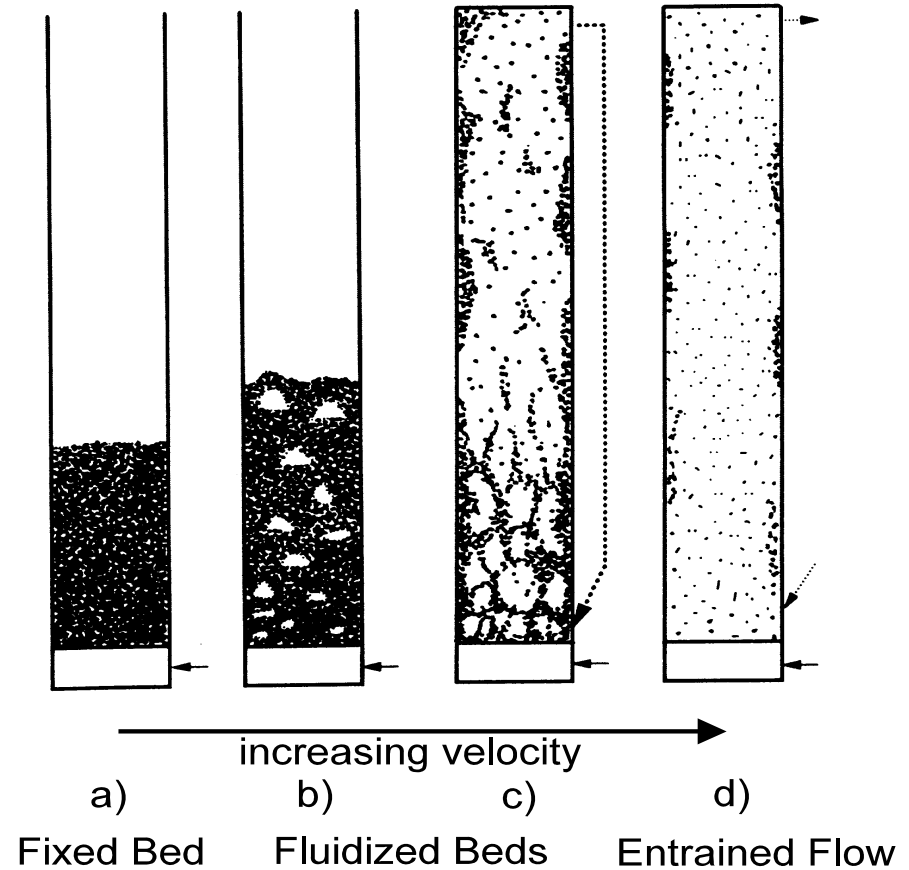 increasing velocity
a) b) c) d)
Fixed Bed Fluidized Beds Entrained Flow